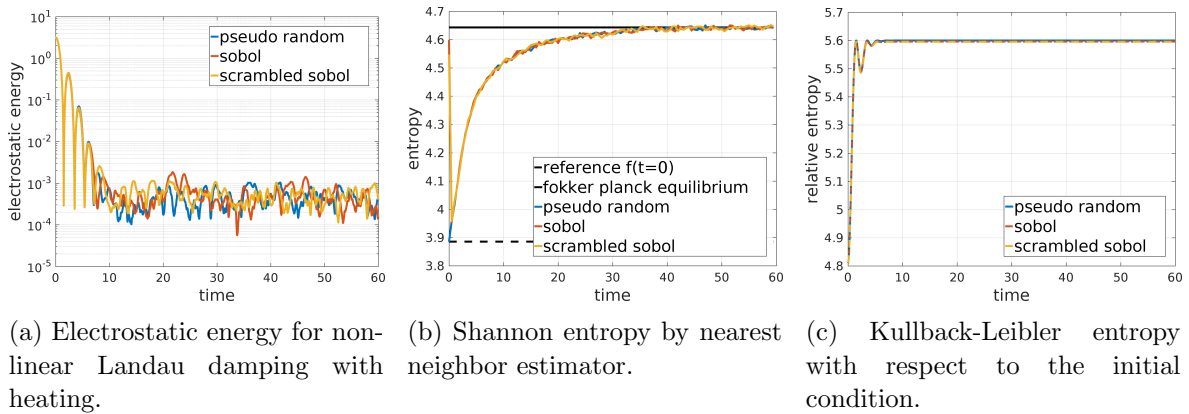 10^1
10^0
10^-1
10^-2
10^-3
10^-4
10^-5
electrostatic energy
pseudo random
sobol
scrambled sobol
0 10 20 30 40 50 60
time
4.7
4.6
4.5
4.4
4.3
4.2
4.1
4
3.9
3.8
entropy
reference f(t=0)
fokker planck equilibrium
pseudo random
sobol
scrambled sobol
0 10 20 30 40 50 60
time
5.7
5.6
5.5
5.4
5.3
5.2
5.1
5
4.9
4.8
relative entropy
pseudo random
sobol
scrambled sobol
0 10 20 30 40 50 60
time
(a) Electrostatic energy for non-
linear Landau damping with
heating.
(b) Shannon entropy by nearest
neighbor estimator.
(c) Kullback-Leibler entropy
with respect to the initial
condition.